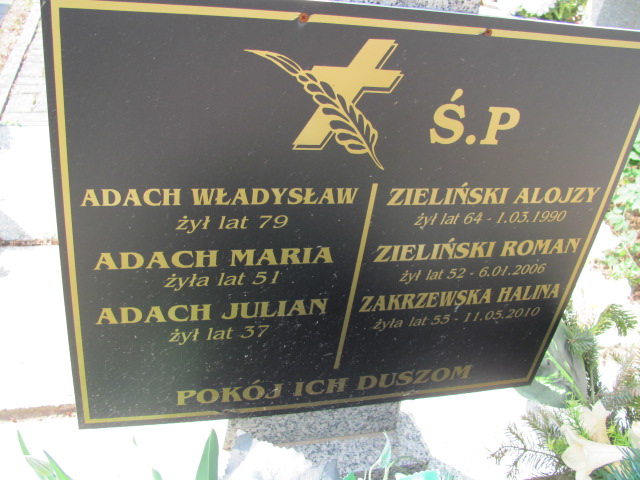 Ś.P
ADACH WŁADYSŁAW
żył lat 79
ADACH MARIA
żyła lat 51
ADACH JULIAN
żył lat 37
ZIELIŃSKI ALOJZY
żył lat 64 - 1.03.1990
ZIELIŃSKI ROMAN
żył lat 52 - 6.01.2006
ZAKRZEWSKA HALINA
żyła lat 55 - 11.05.2010
POKÓJ ICH DUSZOM